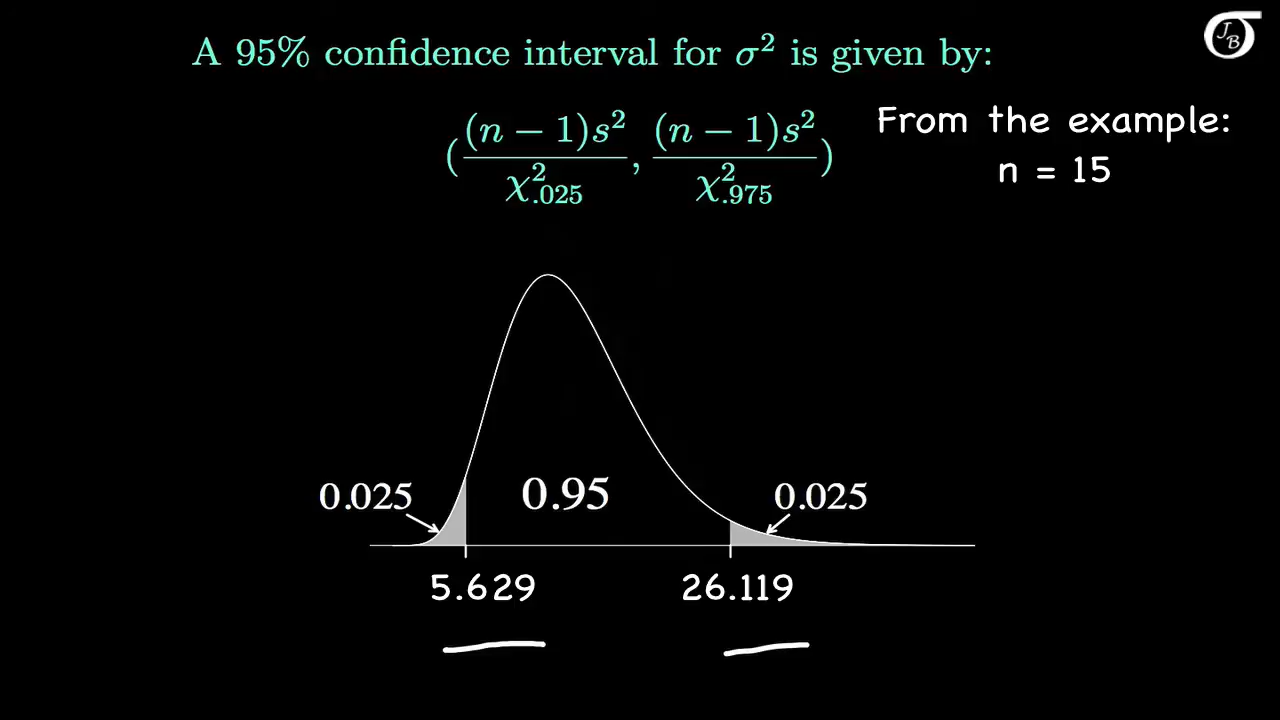 A 95% confidence interval for σ² is given by:
((n − 1)s²/χ².025, (n − 1)s²/χ².975)
From the example:
n = 15
0.025
0.95
0.025
5.629
26.119
JB